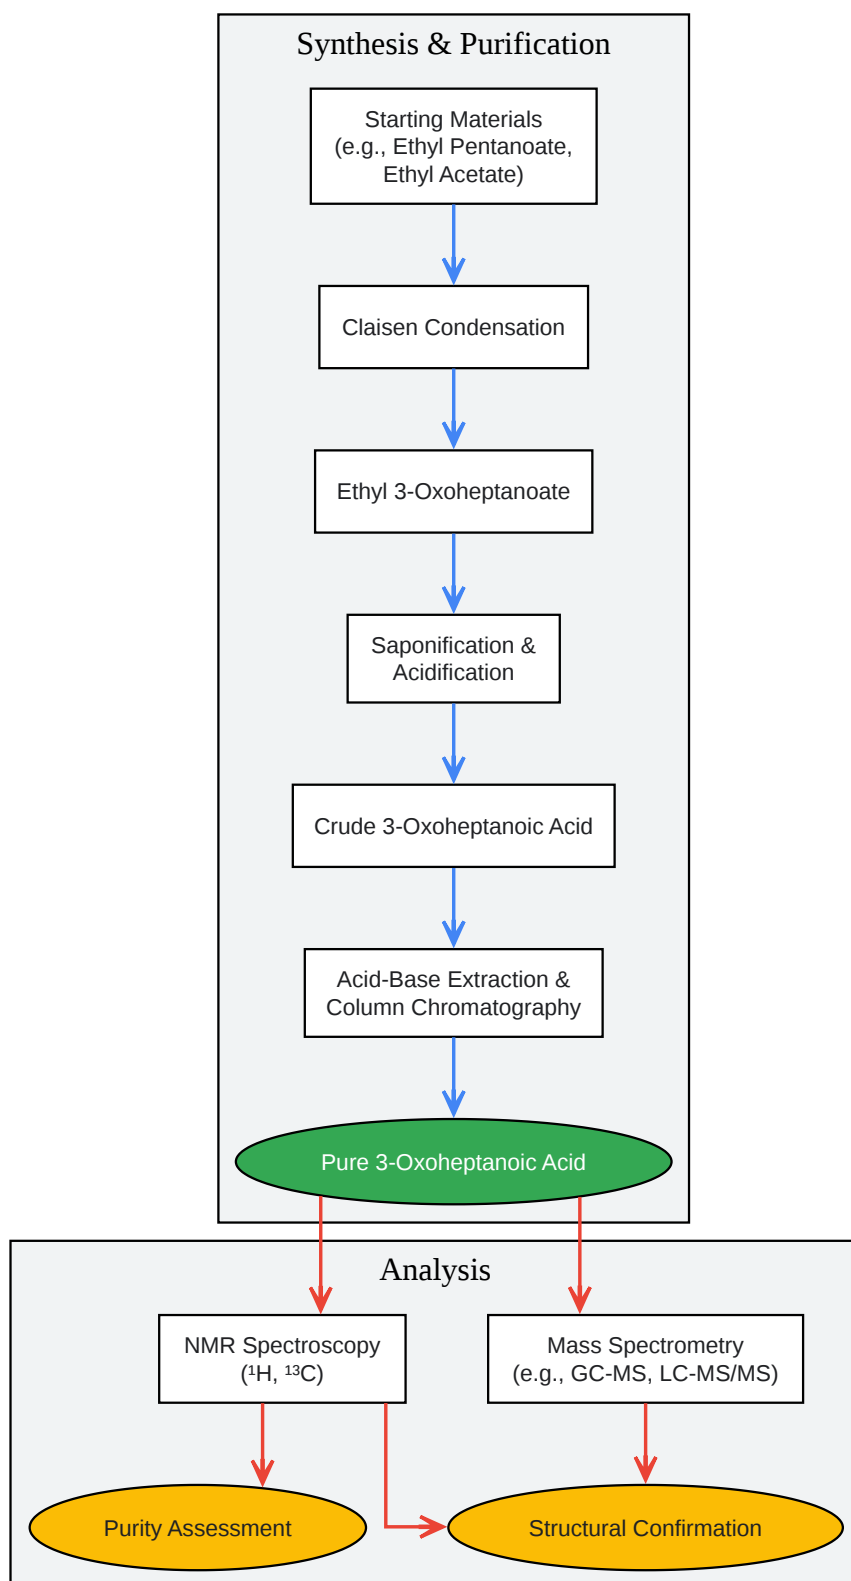 Synthesis & Purification
Starting Materials
(e.g., Ethyl Pentanoate,
Ethyl Acetate)
Claisen Condensation
Ethyl 3-Oxoheptanoate
Saponification &
Acidification
Crude 3-Oxoheptanoic Acid
Acid-Base Extraction &
Column Chromatography
Pure 3-Oxoheptanoic Acid
Analysis
NMR Spectroscopy
(¹H, ¹³C)
Mass Spectrometry
(e.g., GC-MS, LC-MS/MS)
Purity Assessment
Structural Confirmation